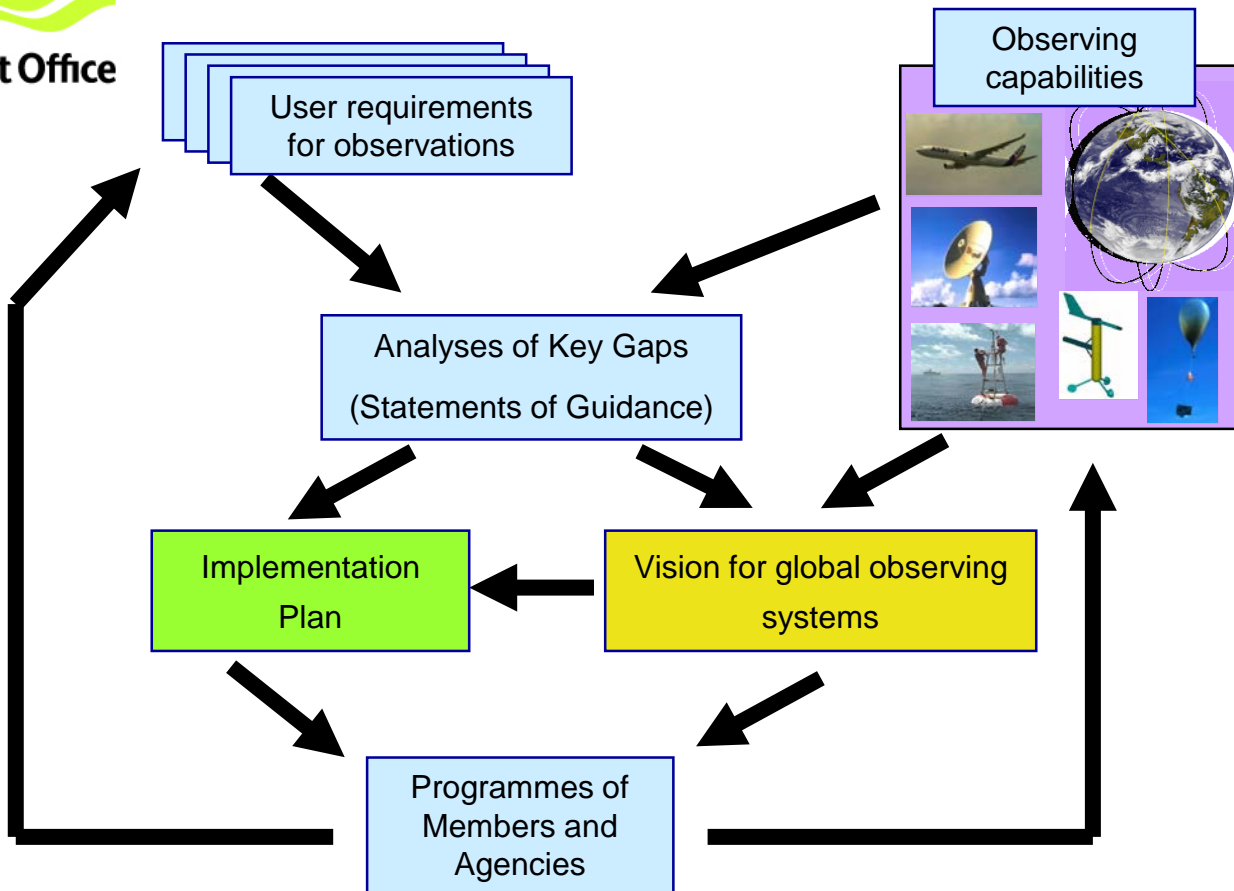 t Office
User requirements
for observations
Observing
capabilities
Analyses of Key Gaps
(Statements of Guidance)
Implementation
Plan
Vision for global observing
systems
Programmes of
Members and
Agencies